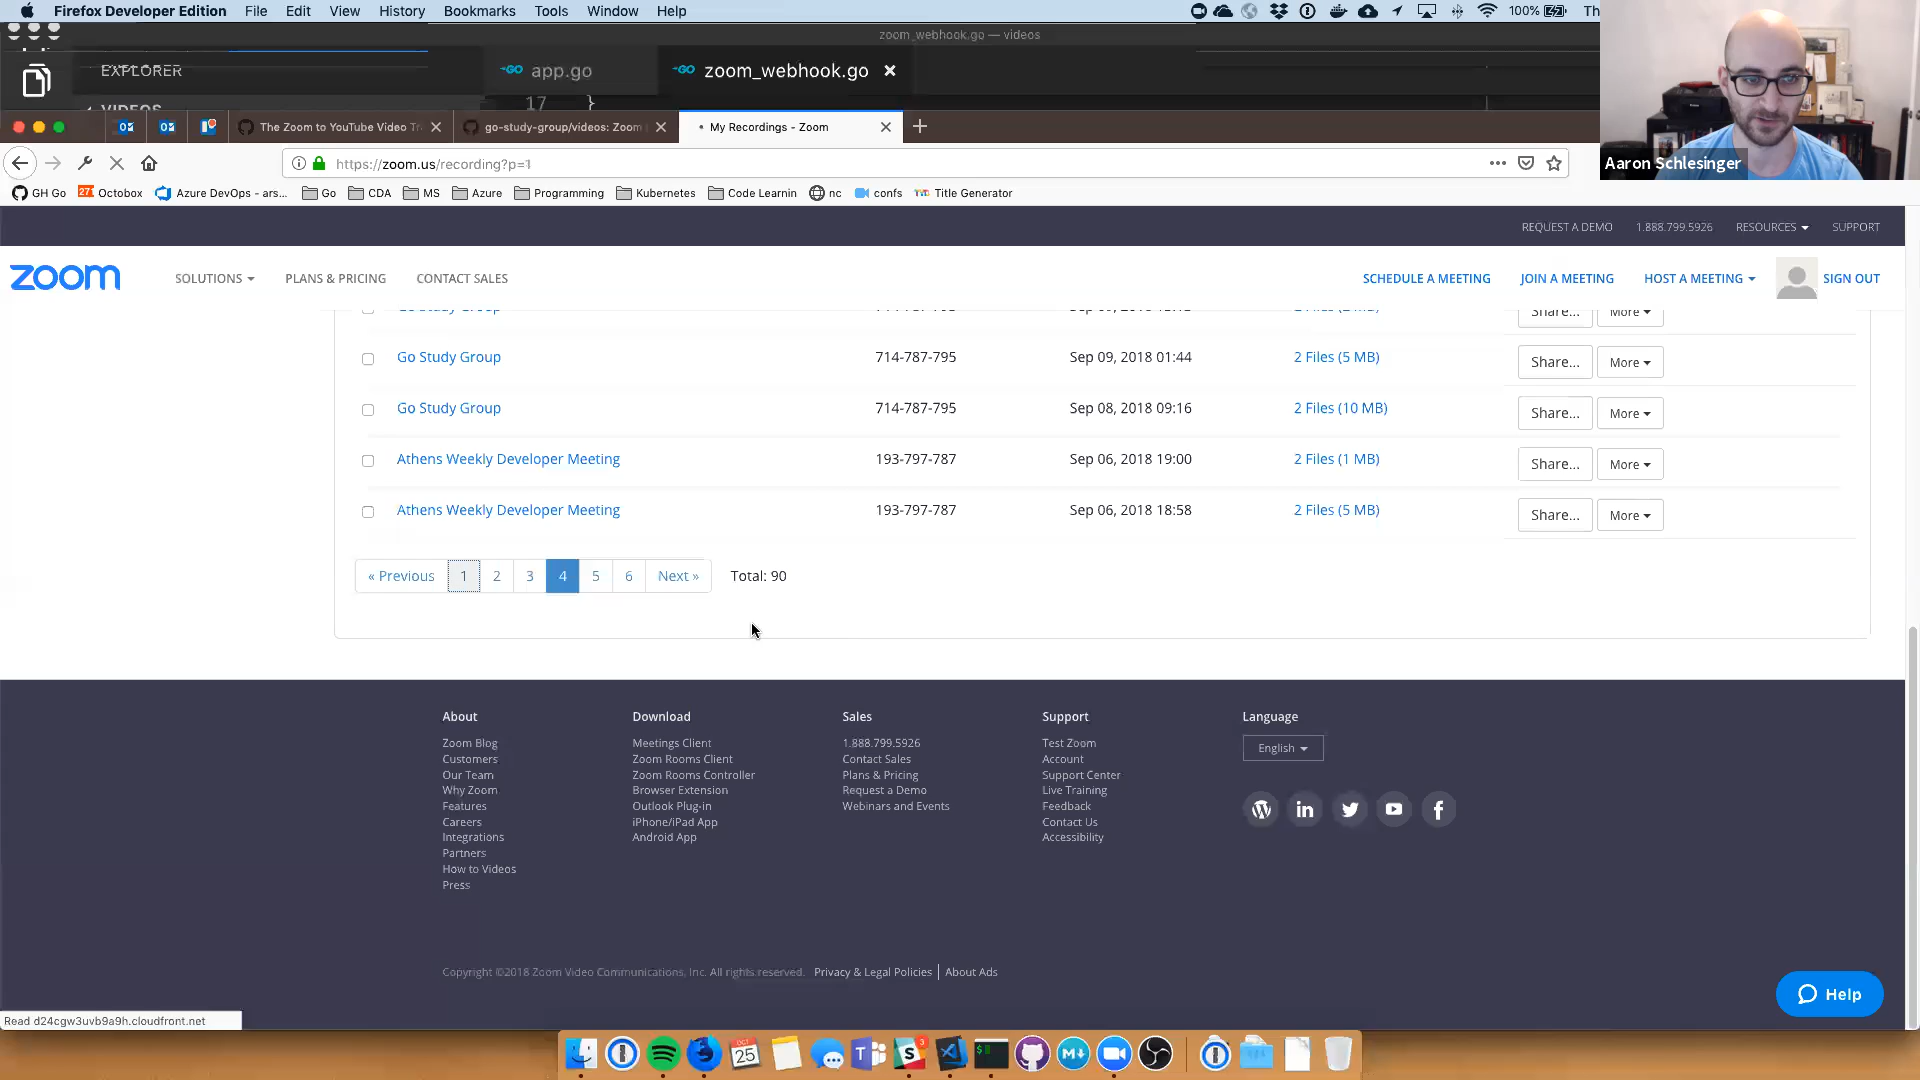 Firefox Developer Edition File Edit View History Bookmarks Tools Window Help 100% Th
zoom_webhook.go — videos
EXPLORER app.go zoom_webhook.go
VIDEOS 17 }
The Zoom to YouTube Video Tr go-study-group/videos: Zoom My Recordings - Zoom
https://zoom.us/recording?p=1
Aaron Schlesinger
GH Go 271 Octobox Azure DevOps - ars... Go CDA MS Azure Programming Kubernetes Code Learnin nc confs Title Generator
REQUEST A DEMO 1.888.799.5926 RESOURCES SUPPORT
zoom SOLUTIONS PLANS & PRICING CONTACT SALES SCHEDULE A MEETING JOIN A MEETING HOST A MEETING SIGN OUT
Go Study Group Share... More
Go Study Group 714-787-795 Sep 09, 2018 01:44 2 Files (5 MB) Share... More
Go Study Group 714-787-795 Sep 08, 2018 09:16 2 Files (10 MB) Share... More
Athens Weekly Developer Meeting 193-797-787 Sep 06, 2018 19:00 2 Files (1 MB) Share... More
Athens Weekly Developer Meeting 193-797-787 Sep 06, 2018 18:58 2 Files (5 MB) Share... More
« Previous 1 2 3 4 5 6 Next » Total: 90
About
Zoom Blog
Customers
Our Team
Why Zoom
Features
Careers
Integrations
Partners
How to Videos
Press
Download
Meetings Client
Zoom Rooms Client
Zoom Rooms Controller
Browser Extension
Outlook Plug-in
iPhone/iPad App
Android App
Sales
1.888.799.5926
Contact Sales
Plans & Pricing
Request a Demo
Webinars and Events
Support
Test Zoom
Account
Support Center
Live Training
Feedback
Contact Us
Accessibility
Language
English
Copyright ©2018 Zoom Video Communications, Inc. All rights reserved. Privacy & Legal Policies | About Ads
Help
Read d24cgw3uvb9a9h.cloudfront.net
OCT
25
3